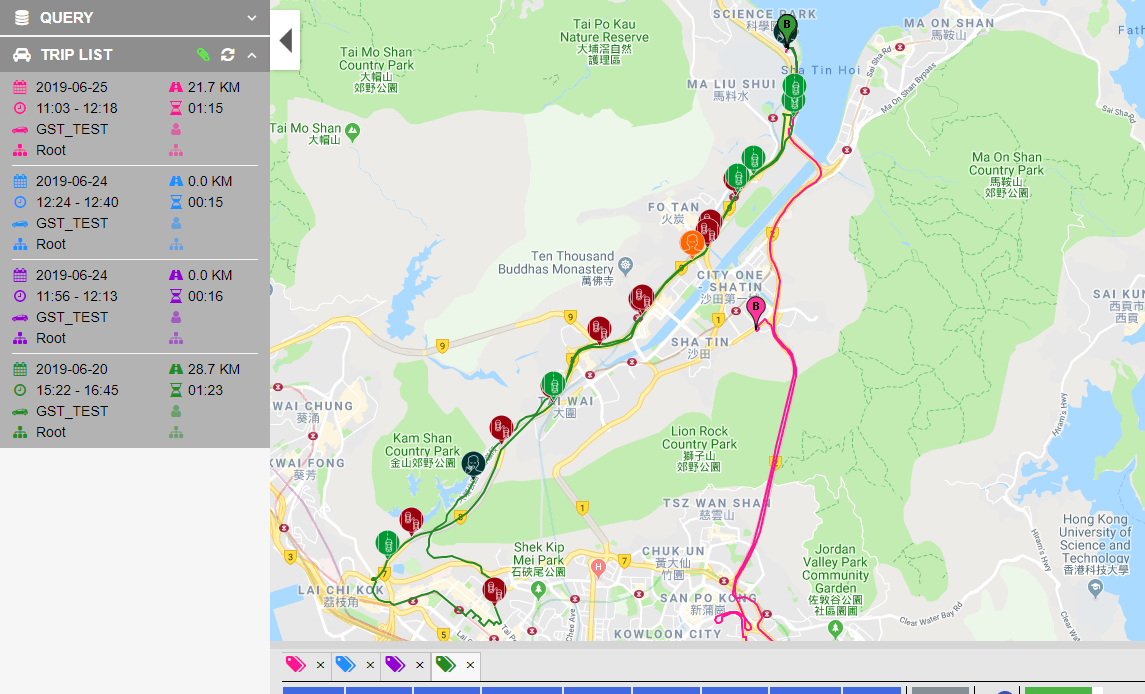 QUERY
TRIP LIST
2019-06-25 21.7 KM
11:03 - 12:18 01:15
GST_TEST
Root
2019-06-24 0.0 KM
12:24 - 12:40 00:15
GST_TEST
Root
2019-06-24 0.0 KM
11:56 - 12:13 00:16
GST_TEST
Root
2019-06-20 28.7 KM
15:22 - 16:45 01:23
GST_TEST
Root
SCIENCE PARK
B
Tai Po Kau
Nature Reserve
大埔滘自然
護理區
MA ON SHAN
馬鞍山
Tai Mo Shan
Country Park
大帽山
郊野公園
Sha Tin Hoi
Sai Sha Rd
Ma On Shan Bypass
MA LIU SHUI
馬料水
Sai Sha Rd
Tai Mo Shan
大帽山
Ma On Shan
Country Park
馬鞍山
郊野公園
FO TAN
火炭
9
2
Ten Thousand
Buddhas Monastery
萬佛寺
CITY ONE
- SHATIN
沙田第一城
SAI KUN
西貢市
西貢
B
9
9
1
SHA TIN
沙田
TAI WAI
大圍
KWAI CHUNG
葵涌
Kam Shan
Country Park
金山郊野公園
Lion Rock
Country Park
獅子山
郊野公園
Hiram's Hwy
KWAI FONG
葵芳
TSZ WAN SHAN
慈雲山
8
1
Hong Kong
University of
Science and
Technology
香港科技大學
Hiram's Hwy
3
7
Shek Kip
Mei Park
石硤尾公園
7
H
CHUK UN
黃大仙
竹園
Jordan
Valley Park
Community
Garden
佐敦谷公園
社區園圃
LAI CHI KOK
荔枝角
SAN PO KONG
新蒲崗
Clear Water Bay Rd
5
KOWLOON CITY